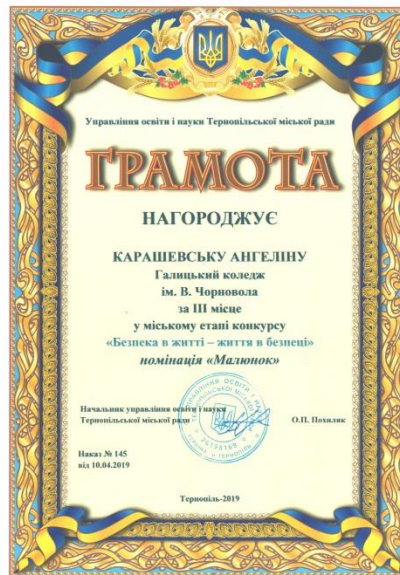 Управління освіти і науки Тернопільської міської ради
ГРАМОТА
НАГОРОДЖУЄ
КАРАШЕВСЬКУ АНГЕЛІНУ
Галицький коледж
ім. В. Чорновола
за ІІІ місце
у міському етапі конкурсу
«Безпека в житті – життя в безпеці»
номінація «Малюнок»
Начальник управління освіти і науки
Тернопільської міської ради
О.П. Похиляк
Наказ № 145
від 10.04.2019
Тернопіль-2019